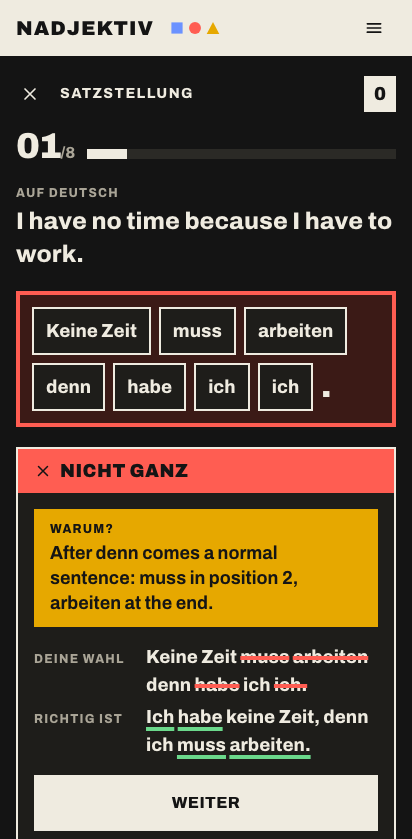 NADJEKTIV
SATZSTELLUNG
0
01/8
AUF DEUTSCH
I have no time because I have to
work.
Keine Zeit muss arbeiten
denn habe ich ich .
NICHT GANZ
WARUM?
After denn comes a normal
sentence: muss in position 2,
arbeiten at the end.
DEINE WAHL Keine Zeit muss arbeiten
denn habe ich ich.
RICHTIG IST Ich habe keine Zeit, denn
ich muss arbeiten.
WEITER